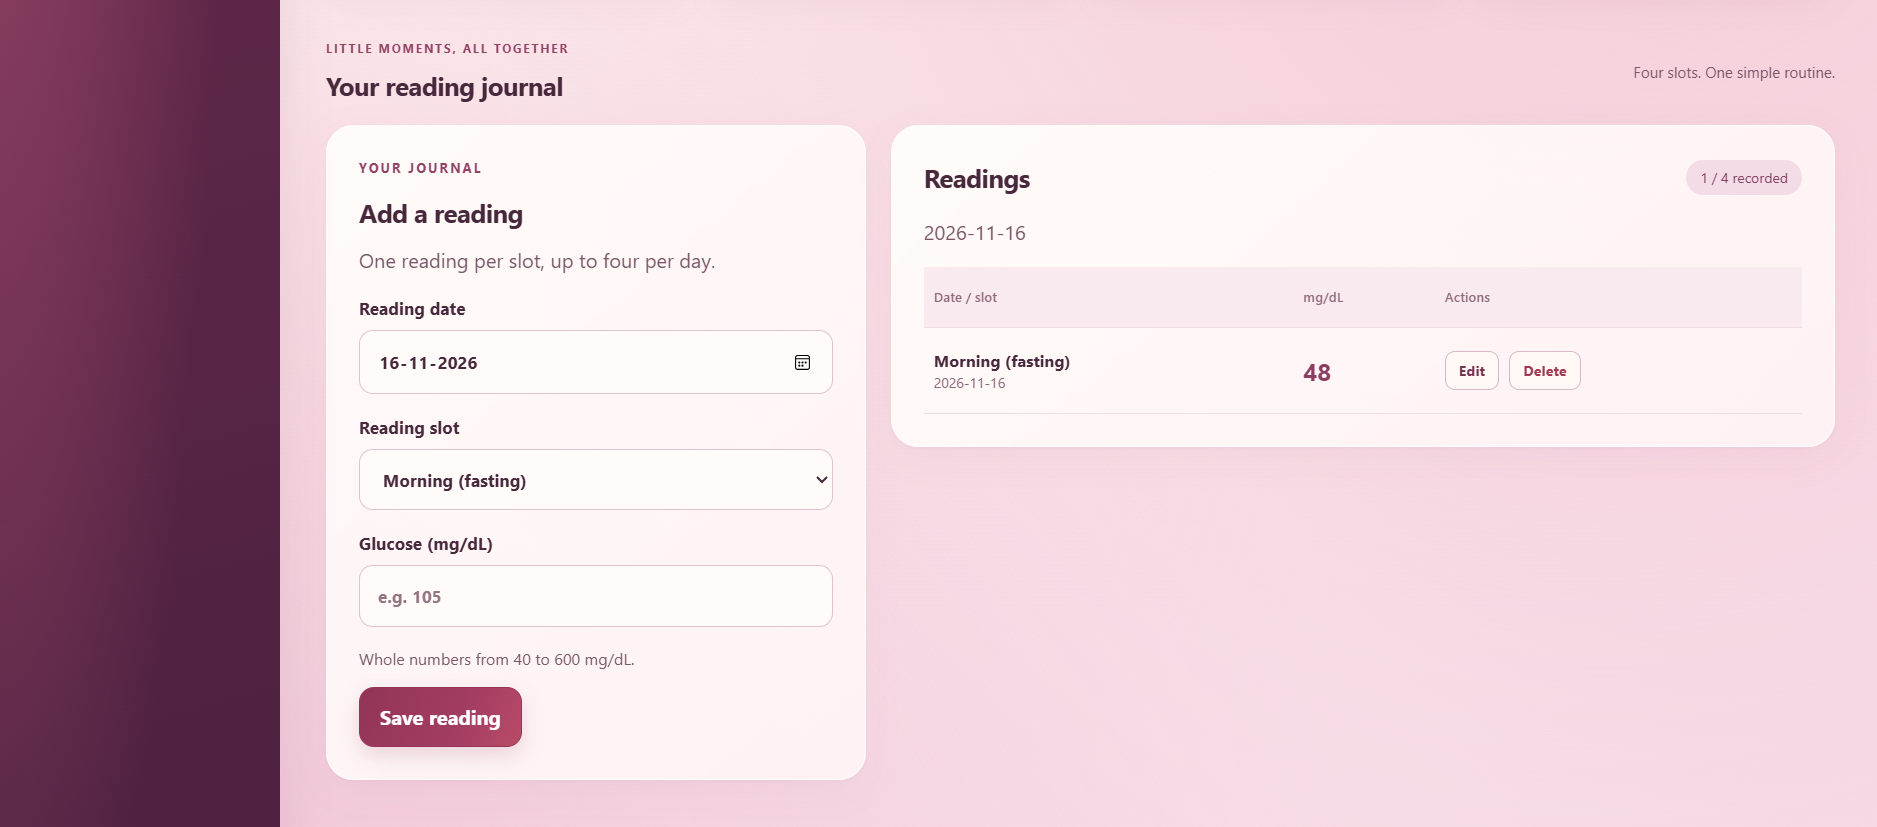 LITTLE MOMENTS, ALL TOGETHER
Your reading journal
Four slots. One simple routine.
YOUR JOURNAL
Add a reading
One reading per slot, up to four per day.
Reading date
16-11-2026
Reading slot
Morning (fasting)
Glucose (mg/dL)
e.g. 105
Whole numbers from 40 to 600 mg/dL.
Save reading
Readings
1 / 4 recorded
2026-11-16
Date / slot mg/dL Actions
Morning (fasting)
2026-11-16
48
Edit Delete